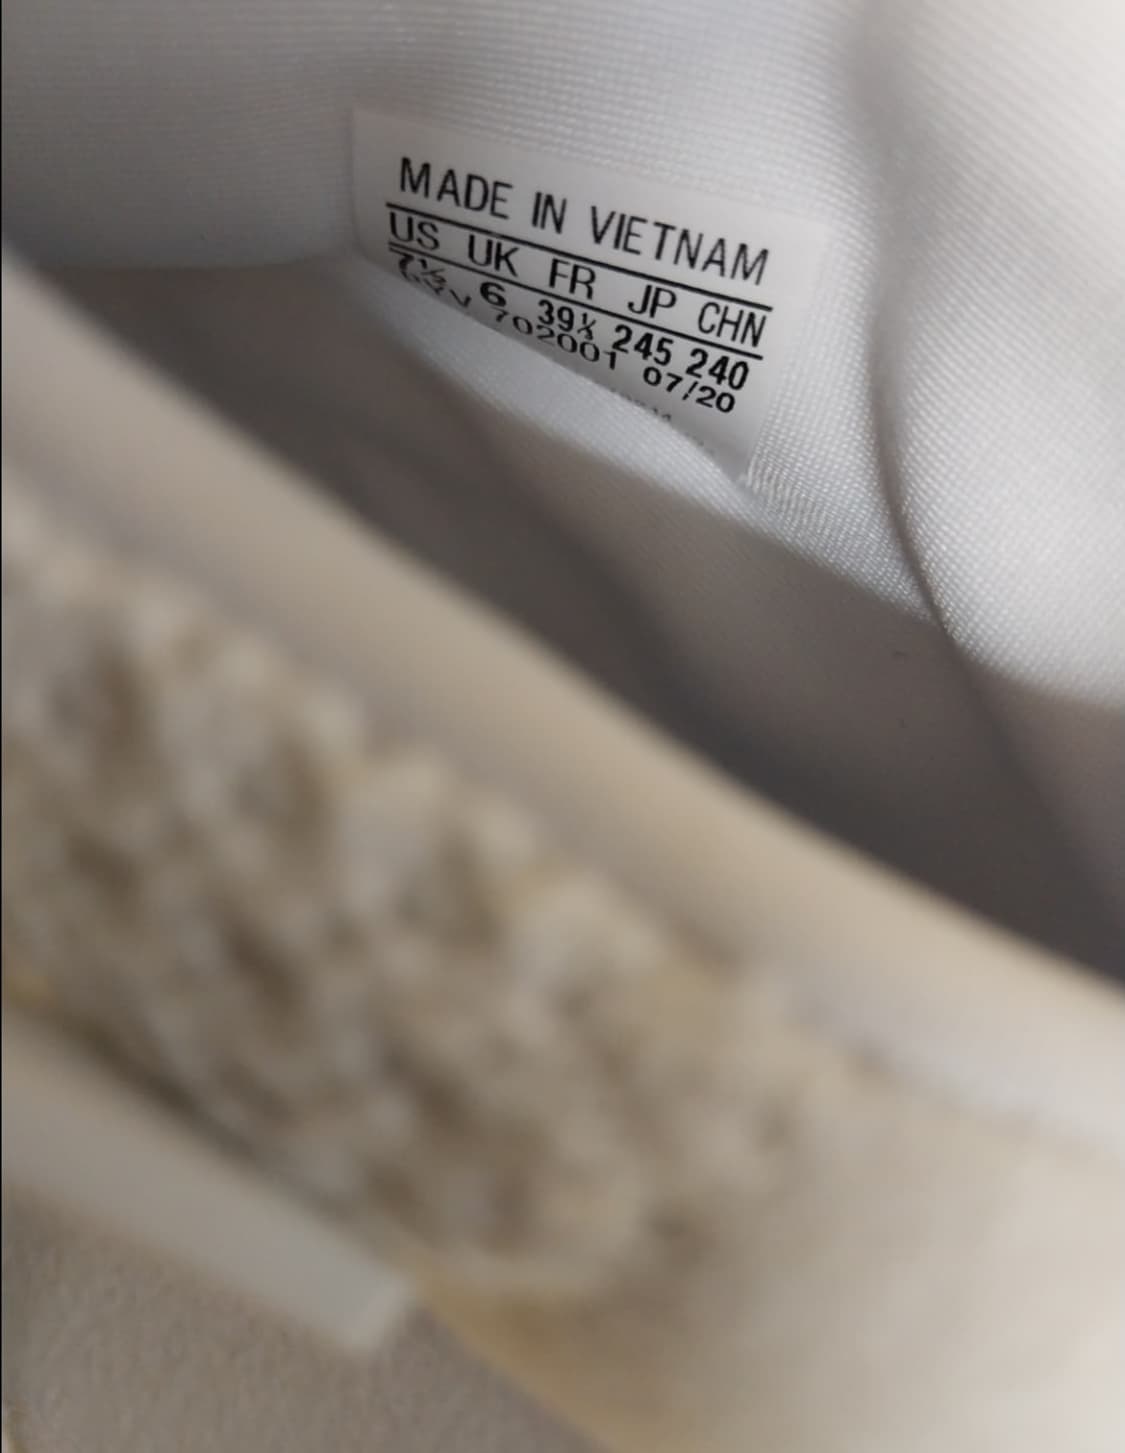 MADE IN VIETNAM
US UK FR JP CHN
7½ 6 39⅓ 245 240
702001 07/20